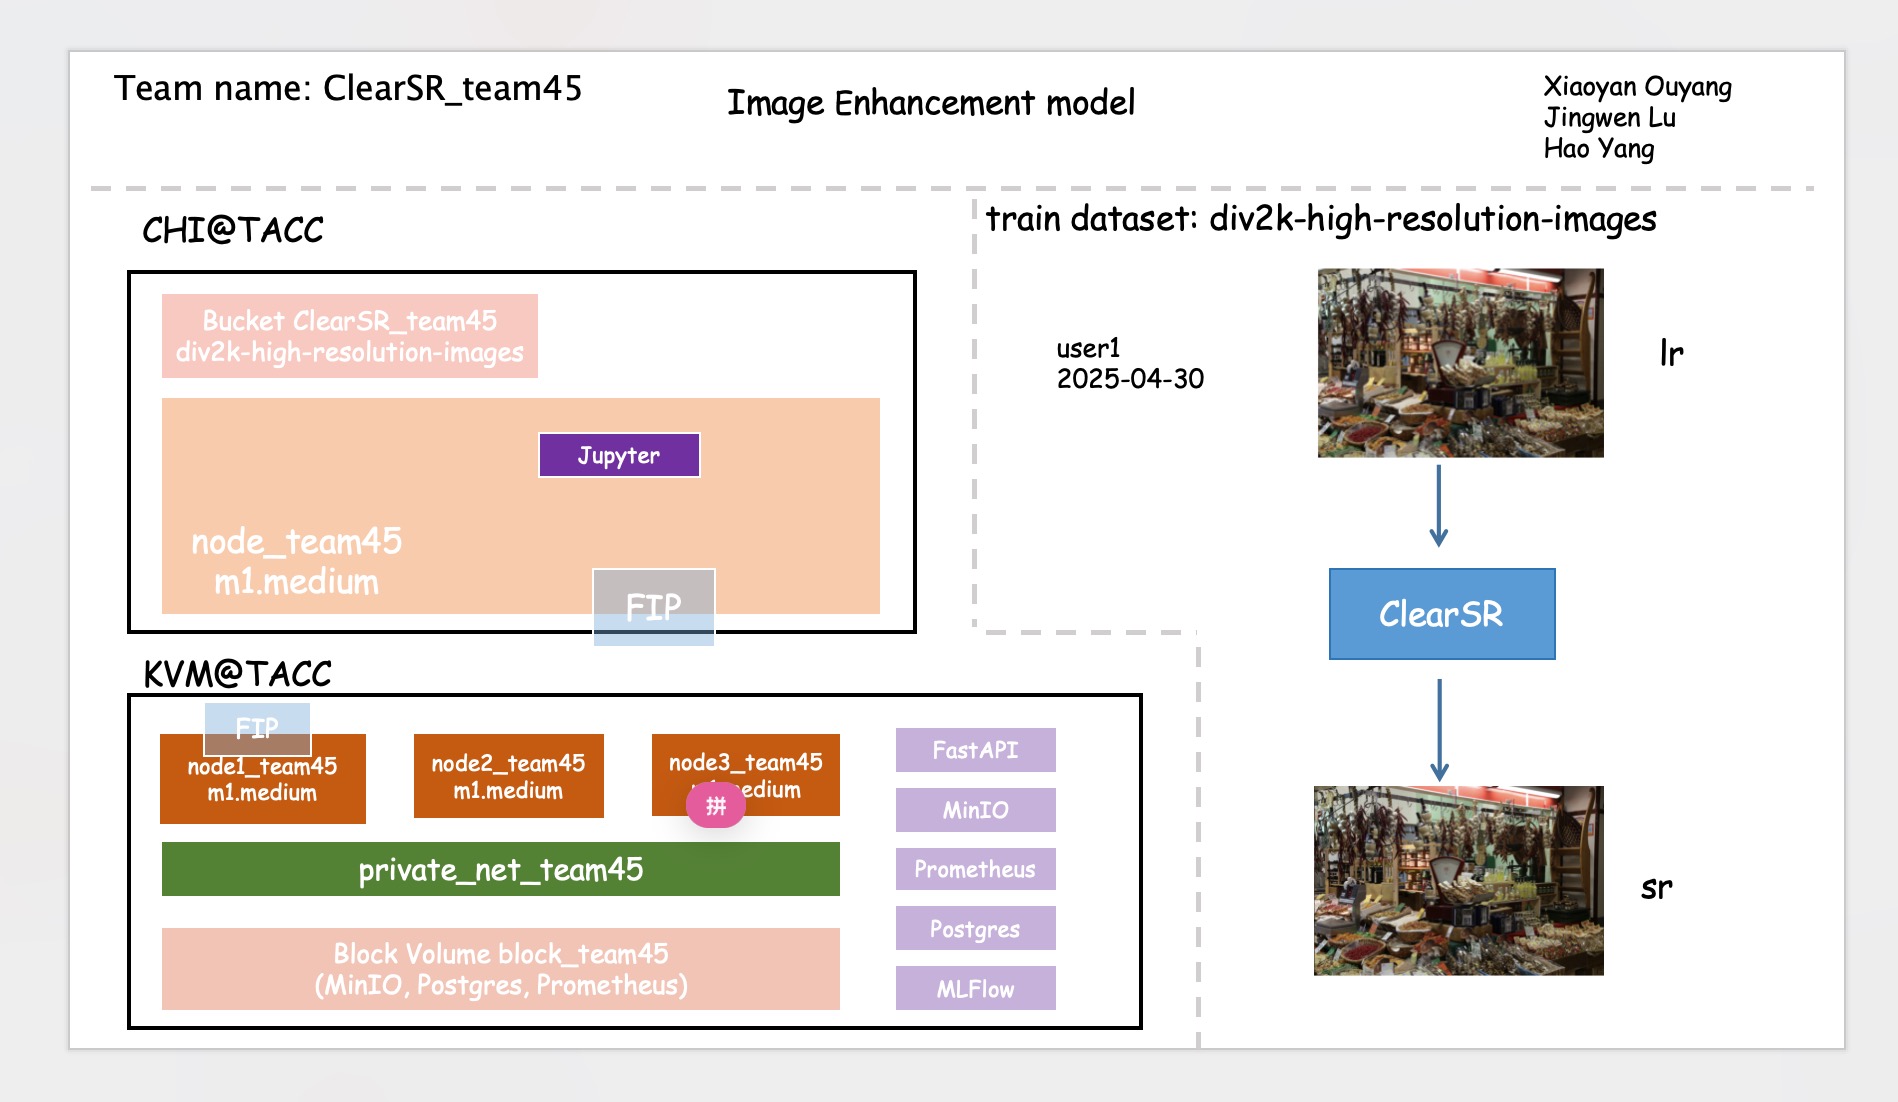 Team name: ClearSR_team45
Image Enhancement model
Xiaoyan Ouyang
Jingwen Lu
Hao Yang
CHI@TACC
Bucket ClearSR_team45
div2k-high-resolution-images
Jupyter
node_team45
m1.medium
FIP
train dataset: div2k-high-resolution-images
user1
2025-04-30
lr
ClearSR
sr
KVM@TACC
FIP
node1_team45
m1.medium
node2_team45
m1.medium
node3_team45
edium
拼
private_net_team45
Block Volume block_team45
(MinIO, Postgres, Prometheus)
FastAPI
MinIO
Prometheus
Postgres
MLFlow